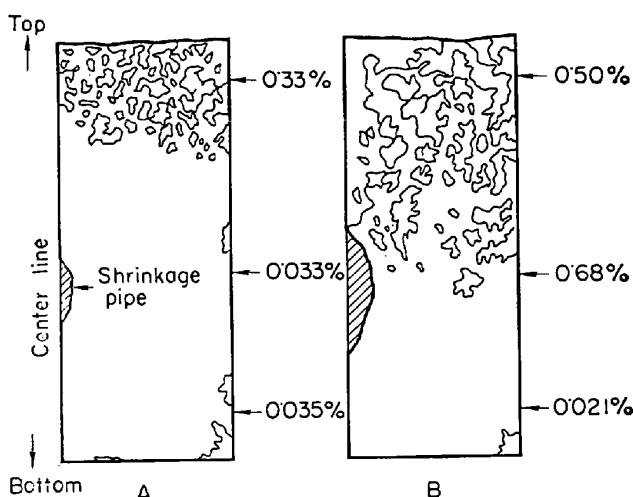 Top
0·33%
0·50%
Center line
Shrinkage
pipe
0·033%
0·68%
0·035%
0·021%
Bottom
A
B